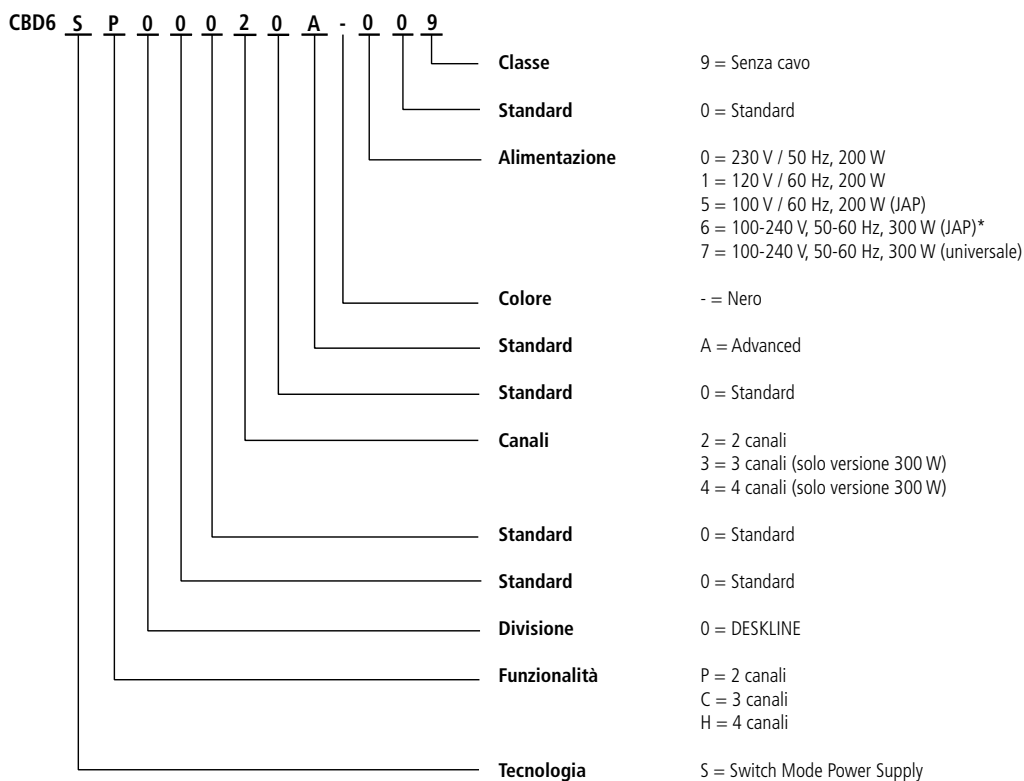 CBD6 S P 0 0 0 2 0 A - 0 0 9
Classe 9 = Senza cavo
Standard 0 = Standard
Alimentazione 0 = 230 V / 50 Hz, 200 W
1 = 120 V / 60 Hz, 200 W
5 = 100 V / 60 Hz, 200 W (JAP)
6 = 100-240 V, 50-60 Hz, 300 W (JAP)*
7 = 100-240 V, 50-60 Hz, 300 W (universale)
Colore - = Nero
Standard A = Advanced
Standard 0 = Standard
Canali 2 = 2 canali
3 = 3 canali (solo versione 300 W)
4 = 4 canali (solo versione 300 W)
Standard 0 = Standard
Standard 0 = Standard
Divisione 0 = DESKLINE
Funzionalità P = 2 canali
C = 3 canali
H = 4 canali
Tecnologia S = Switch Mode Power Supply